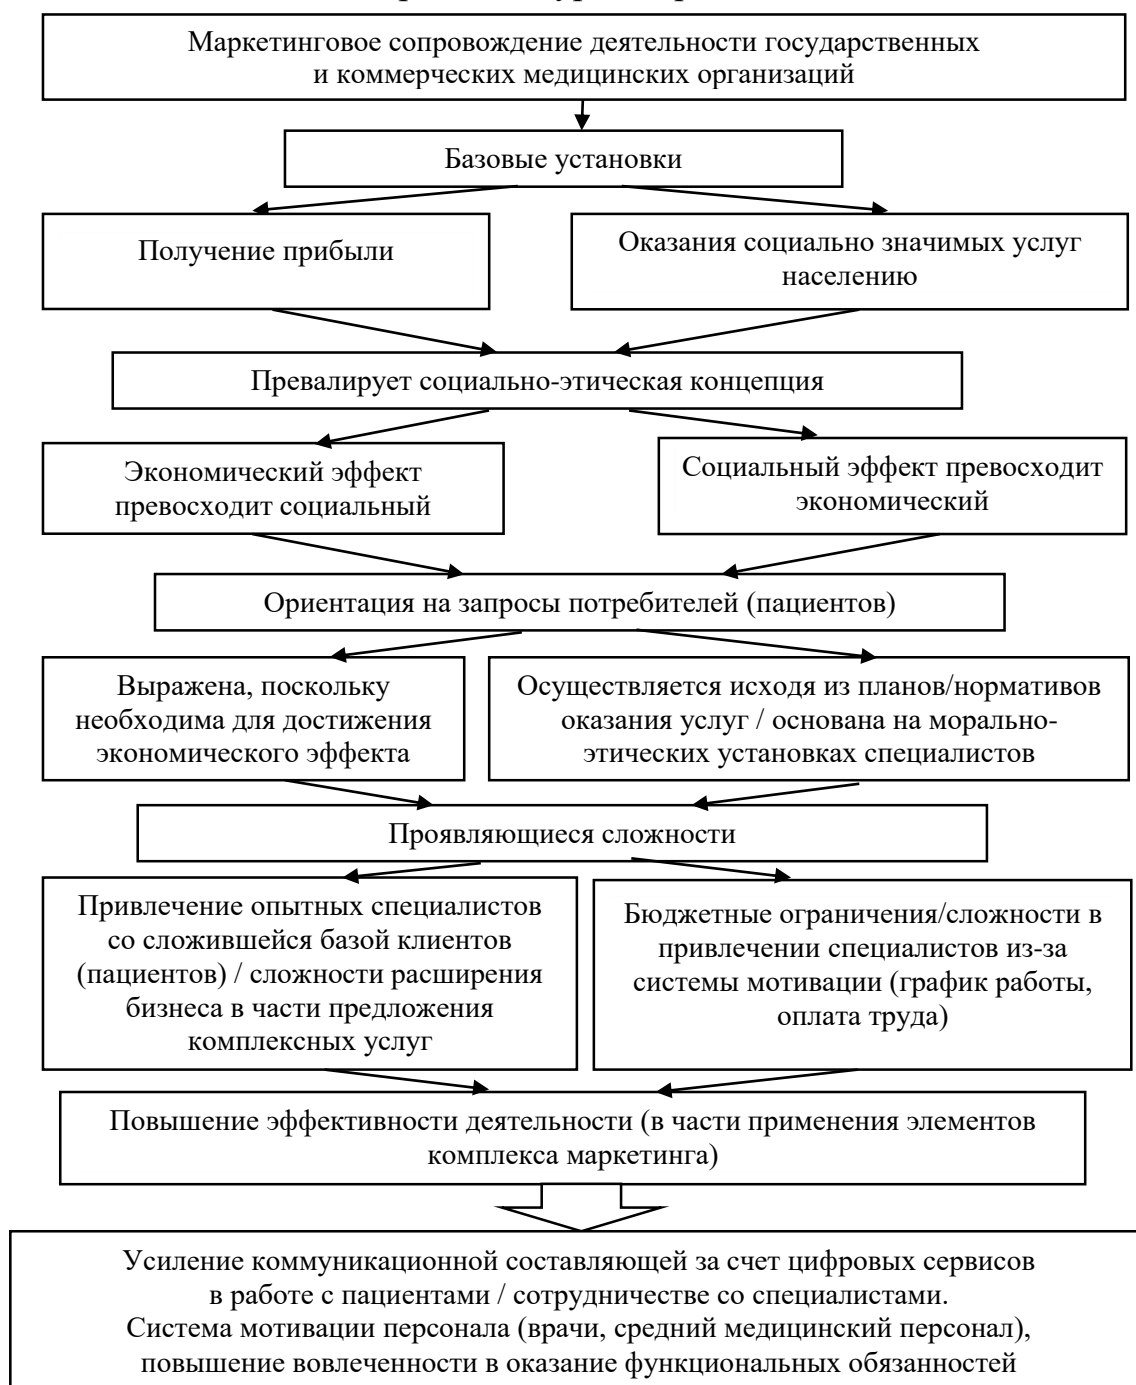 Маркетинговое сопровождение деятельности государственных
и коммерческих медицинских организаций
Базовые установки
Получение прибыли
Оказания социально значимых услуг
населению
Превалирует социально-этическая концепция
Экономический эффект
превосходит социальный
Социальный эффект превосходит
экономический
Ориентация на запросы потребителей (пациентов)
Выражена, поскольку
необходима для достижения
экономического эффекта
Осуществляется исходя из планов/нормативов
оказания услуг / основана на морально-
этических установках специалистов
Проявляющиеся сложности
Привлечение опытных специалистов
со сложившейся базой клиентов
(пациентов) / сложности расширения
бизнеса в части предложения
комплексных услуг
Бюджетные ограничения/сложности в
привлечении специалистов из-за
системы мотивации (график работы,
оплата труда)
Повышение эффективности деятельности (в части применения элементов
комплекса маркетинга)
Усиление коммуникационной составляющей за счет цифровых сервисов
в работе с пациентами / сотрудничестве со специалистами.
Система мотивации персонала (врачи, средний медицинский персонал),
повышение вовлеченности в оказание функциональных обязанностей